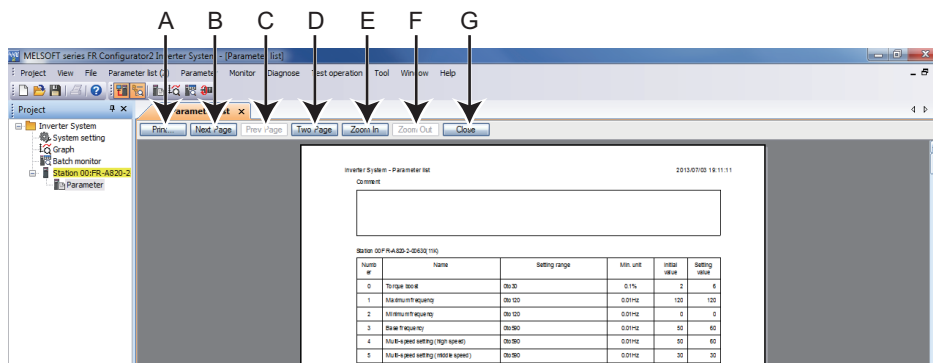 A B C D E F G
MELSOFT series FR Configurator2 Inverter System - [Parameter list]
Project View File Parameter list (Z) Parameter Monitor Diagnose Test operation Tool Window Help
Project
Parameter list
Inverter System
System setting
Graph
Batch monitor
Station 00:FR-A820-2
Parameter
Print... Next Page Prev Page Two Page Zoom In Zoom Out Close
Inverter System - Parameter list 2013/07/03 19:11:11
Comment
Station 00:FR-A820-2-00630(11K)
Number Name Setting range Min. unit Initial value Setting value
0 Torque boost 0to30 0.1% 2 6
1 Maximum frequency 0to120 0.01Hz 120 120
2 Minimum frequency 0to120 0.01Hz 0 0
3 Base frequency 0to590 0.01Hz 50 60
4 Multi-speed setting (high speed) 0to590 0.01Hz 50 60
5 Multi-speed setting (middle speed) 0to590 0.01Hz 30 30